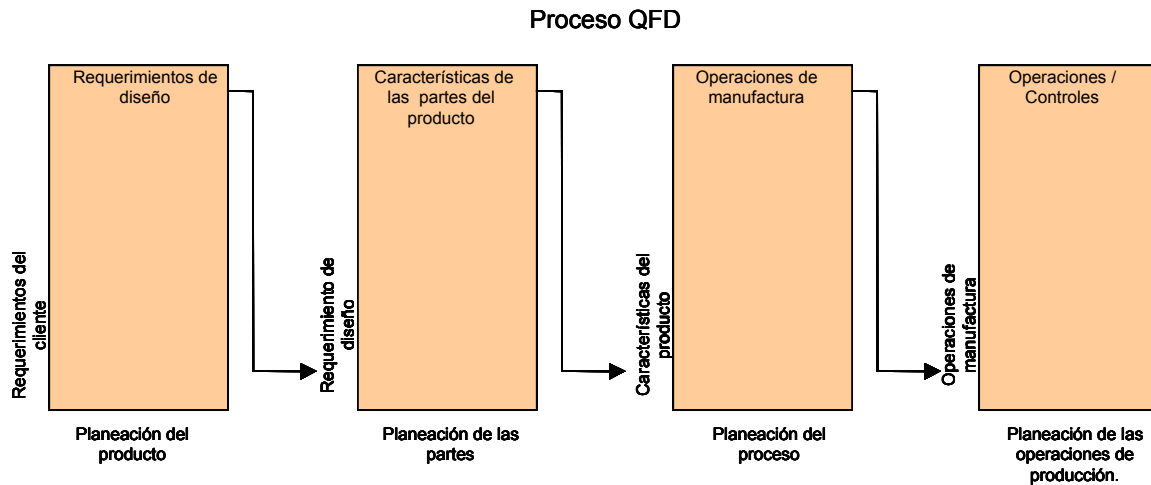 Proceso QFD
Requerimientos de
diseño
Requerimientos del
cliente
Planeación del
producto
Características de
las partes del
producto
Requerimiento de
diseño
Planeación de las
partes
Operaciones de
manufactura
Características del
producto
Planeación del
proceso
Operaciones /
Controles
Operaciones de
manufactura
Planeación de las
operaciones de
producción.